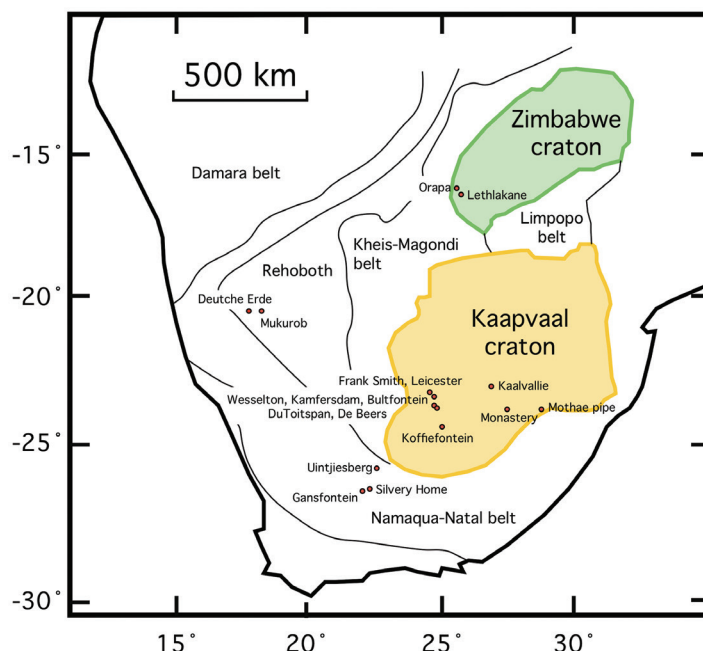 500 km
Zimbabwe
craton
-15°
Damara belt
Orapa
Lethlakane
Limpopo
belt
Kheis-Magondi
belt
Rehoboth
-20°
Deutche Erde
Mukurob
Kaapvaal
craton
Frank Smith, Leicester
Kaalvallie
Wesselton, Kamfersdam, Bultfontein
DuToitspan, De Beers
Monastery
Mothae pipe
Koffiefontein
-25°
Uintjiesberg
Silvery Home
Gansfontein
Namaqua-Natal belt
-30°
15°
20°
25°
30°